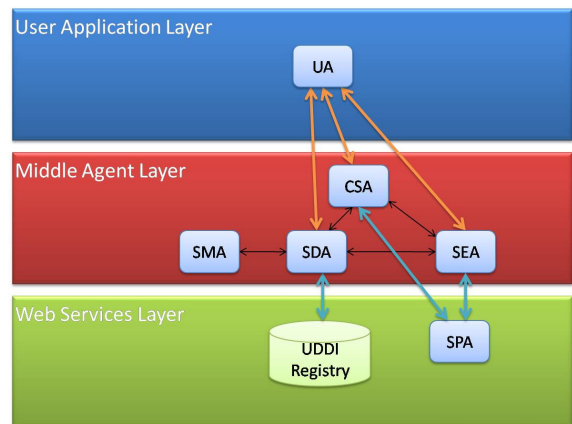 User Application Layer
UA
Middle Agent Layer
CSA
SMA
SDA
SEA
Web Services Layer
UDDI
Registry
SPA